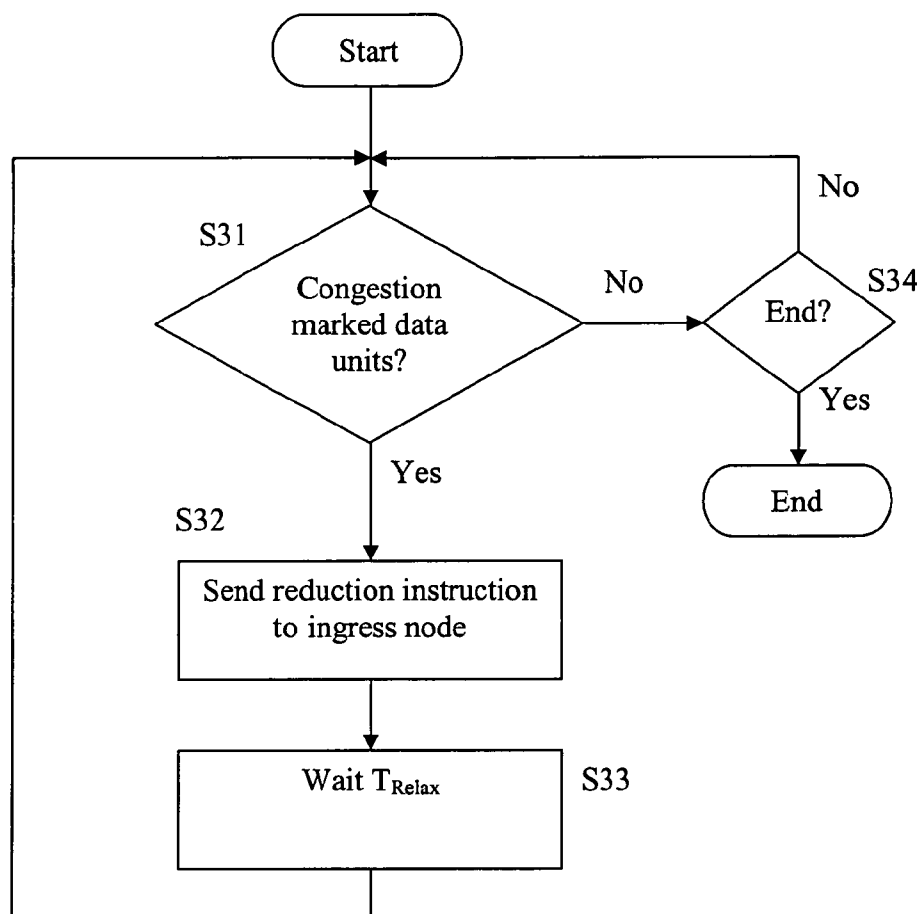 Start
No
S31
S34
Congestion
marked data
units?
No
End?
Yes
Yes
End
S32
Send reduction instruction
to ingress node
Wait TRelax
S33